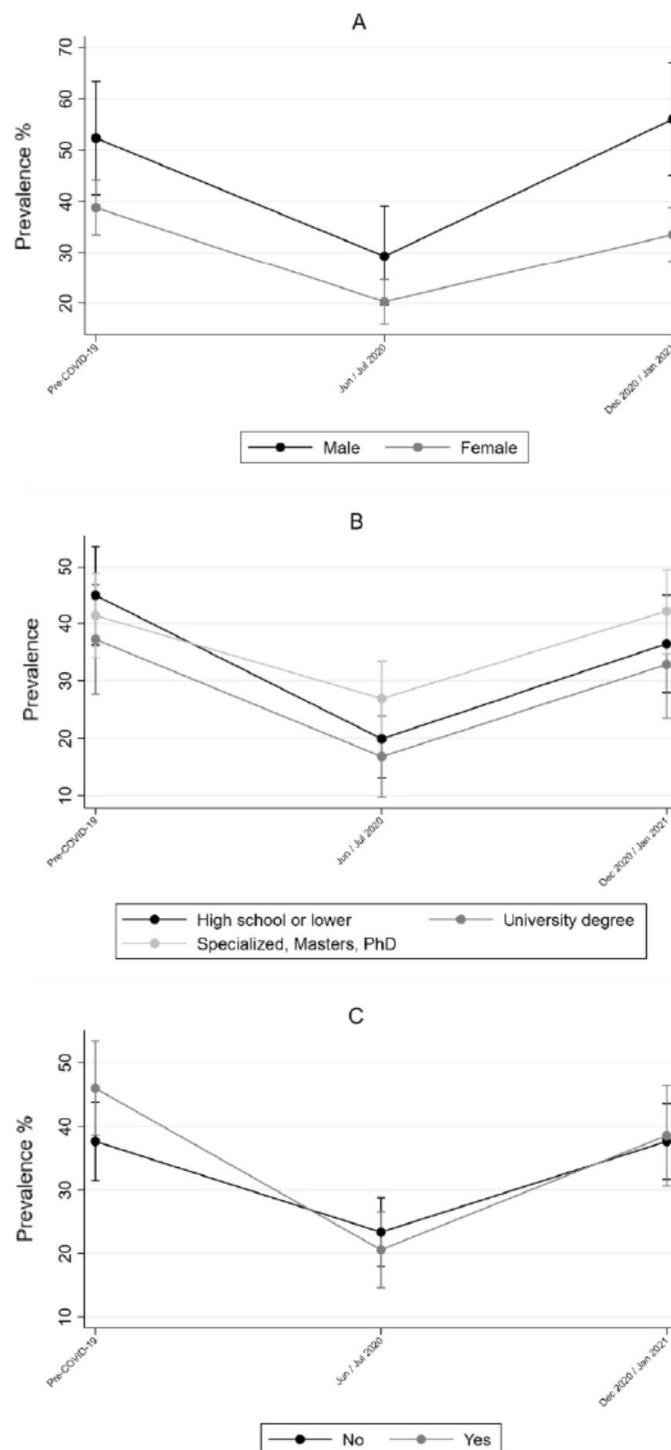 A
Prevalence %
70
60
50
40
30
20
Pre-COVID-19
Jun / Jul 2020
Dec 2020 / Jan 2021
Male Female
B
Prevalence
50
40
30
20
10
Pre-COVID-19
Jun / Jul 2020
Dec 2020 / Jan 2021
High school or lower University degree
Specialized, Masters, PhD
C
Prevalence %
50
40
30
20
10
Pre-COVID-19
Jun / Jul 2020
Dec 2020 / Jan 2021
No Yes